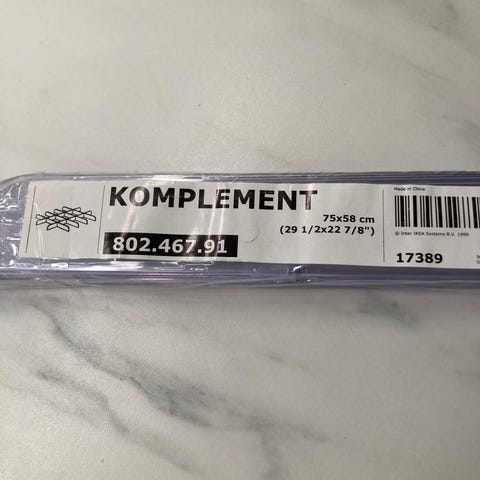 KOMPLEMENT
75x58 cm
(29 1/2x22 7/8")
802.467.91
Made in China
© Inter IKEA Systems B.V. 1999
17389